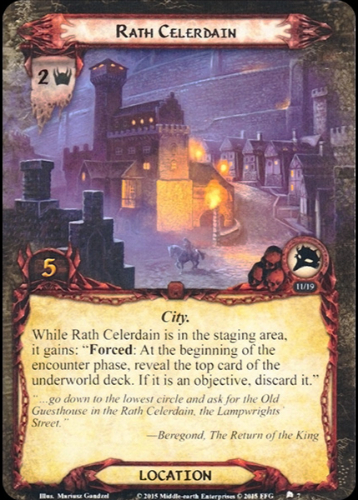 RATH CELERDAIN
2
5
11/19
City.
While Rath Celerdain is in the staging area,
it gains: “Forced: At the beginning of the
encounter phase, reveal the top card of the
underworld deck. If it is an objective, discard it.”
“...go down to the lowest circle and ask for the Old
Guesthouse in the Rath Celerdain, the Lampwrights’
Street.”
—Beregond, The Return of the King
LOCATION
Illus. Mariusz Gandzel © 2015 Middle-earth Enterprises © 2015 FFG